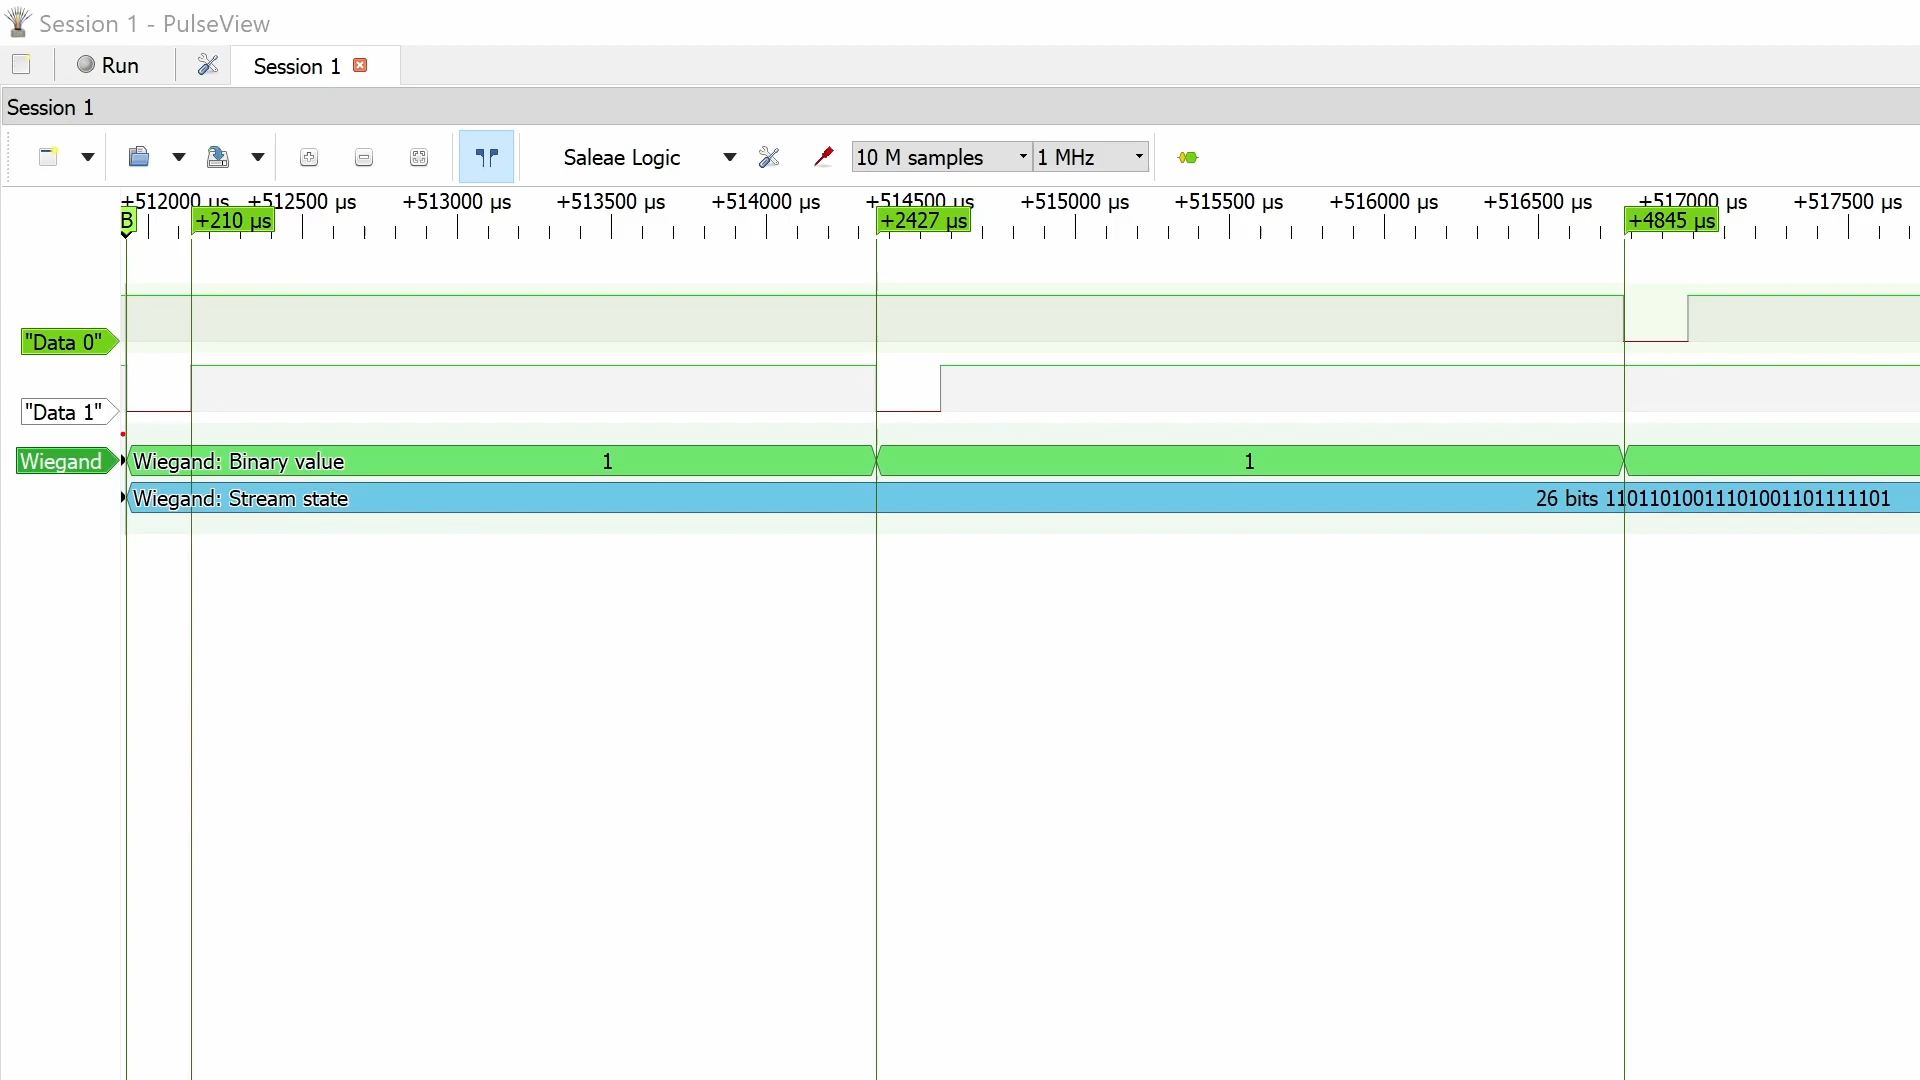 Session 1 - PulseView
Run
Session 1
Session 1
Saleae Logic
10 M samples
1 MHz
+512000 µs +512500 µs +513000 µs +513500 µs +514000 µs +514500 µs +515000 µs +515500 µs +516000 µs +516500 µs +517000 µs +517500 µs
B +210 µs +2427 µs +4845 µs
"Data 0"
"Data 1"
Wiegand Wiegand: Binary value 1 1
Wiegand: Stream state 26 bits 11011010011101001101111101